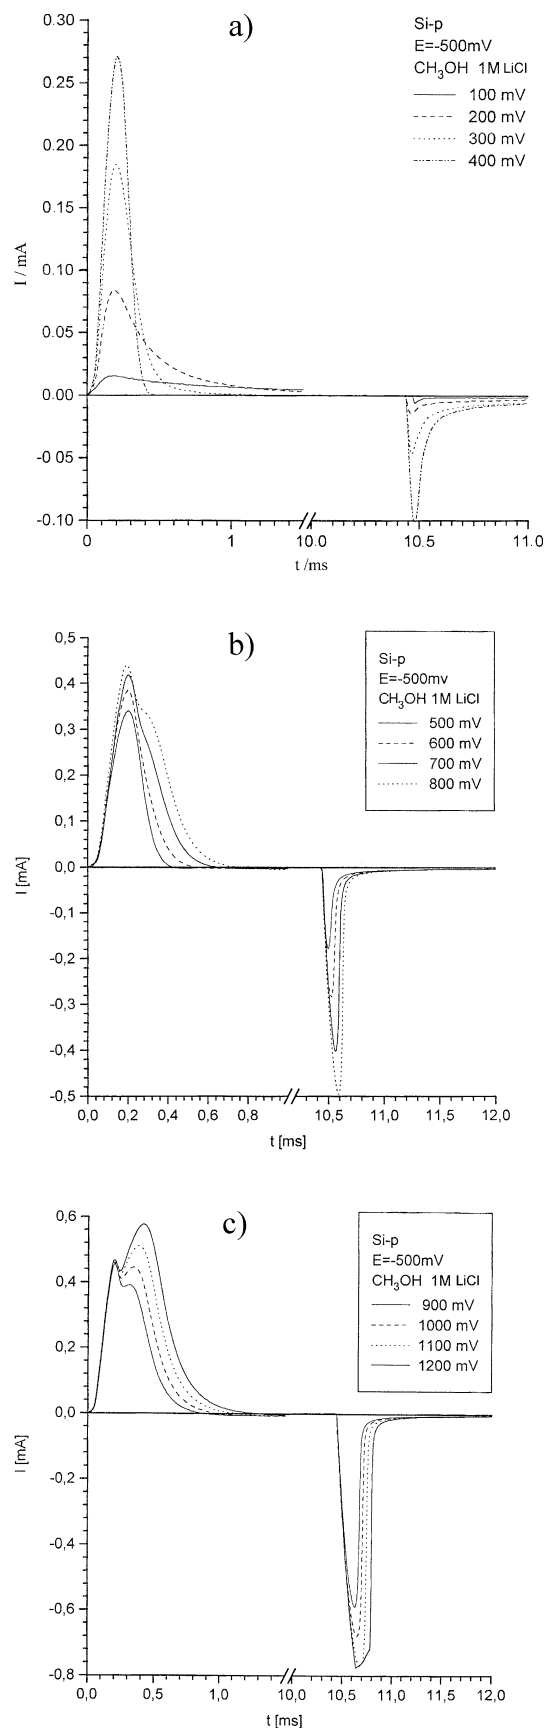 a)
Si-p
E=-500mV
CH₃OH 1M LiCl
100 mV
200 mV
300 mV
400 mV
0.30
0.25
0.20
0.15
0.10
0.05
0.00
-0 05
-0.10
I / mA
0
1
10.0
10.5
11.0
t /ms
b)
Si-p
E=-500mv
CH₃OH 1M LiCl
500 mV
600 mV
700 mV
800 mV
0,5
0,4
0,3
0,2
0,1
0,0
-0,1
-0,2
-0,3
-0,4
-0,5
I [mA]
0,0
0,2
0,4
0,6
0,8
10,5
11,0
11,5
12,0
t [ms]
c)
Si-p
E=-500mV
CH₃OH 1M LiCl
900 mV
1000 mV
1100 mV
1200 mV
0,6
0,4
0,2
0,0
-0,2
-0,4
-0,6
-0,8
I [mA]
0,0
0,5
10,0
10,5
11,0
11,5
12,0
t [ms]